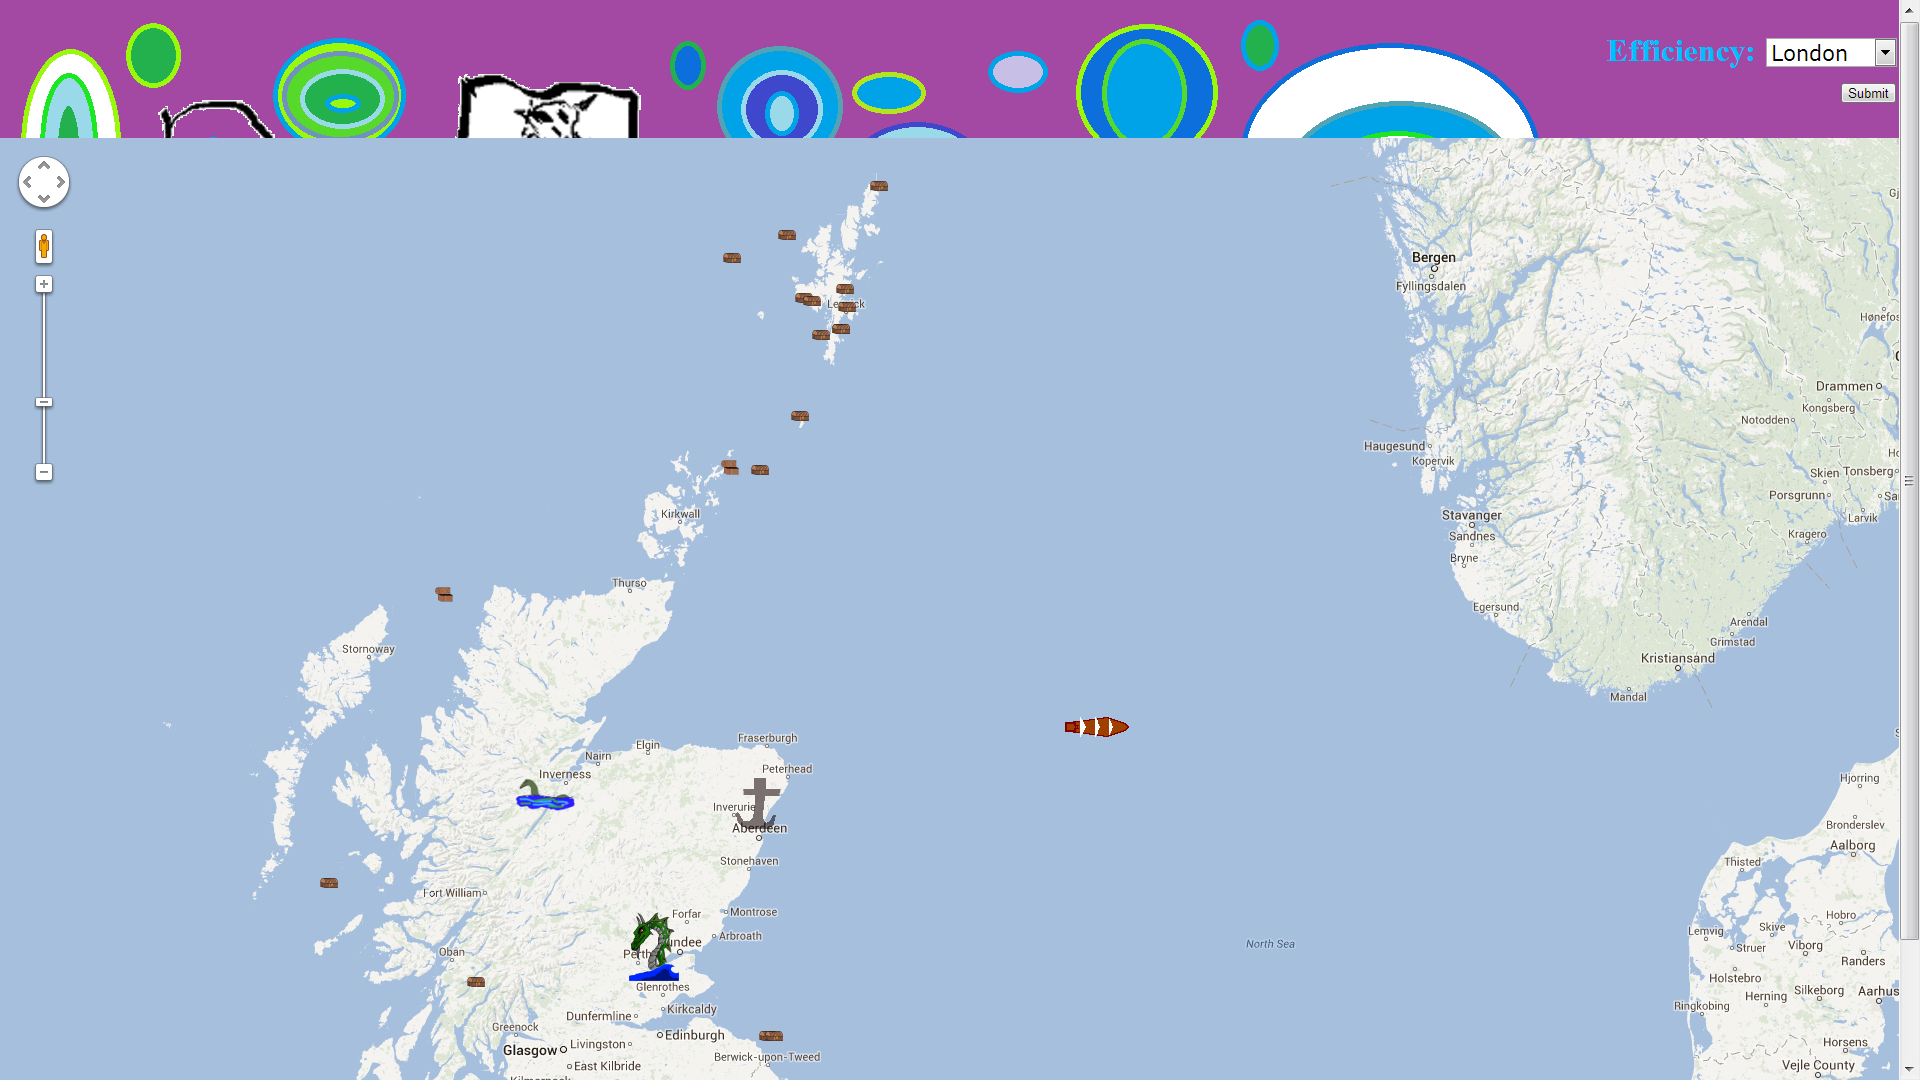 Efficiency:
London
Submit
Bergen
Fyllingsdalen
Hønefos
Drammen
Kongsberg
Notodden
Haugesund
Kopervik
Skien
Tonsberg
Porsgrunn
Larvik
Kragero
Stavanger
Sandnes
Bryne
Egersund
Arendal
Grimstad
Kristiansand
Mandal
Kirkwall
Thurso
Stornoway
Fraserburgh
Elgin
Nairn
Peterhead
Inverness
Inverurie
Aberdeen
Stonehaven
Fort William
Forfar
Montrose
Arbroath
undee
Perth
Oban
Glenrothes
Kirkcaldy
Dunfermline
Greenock
Edinburgh
Livingston
Glasgow
Berwick-upon-Tweed
East Kilbride
North Sea
Hjorring
Bronderslev
Aalborg
Thisted
Hobro
Skive
Lemvig
Struer
Viborg
Randers
Holstebro
Silkeborg
Aarhus
Herning
Ringkobing
Horsens
Vejle County